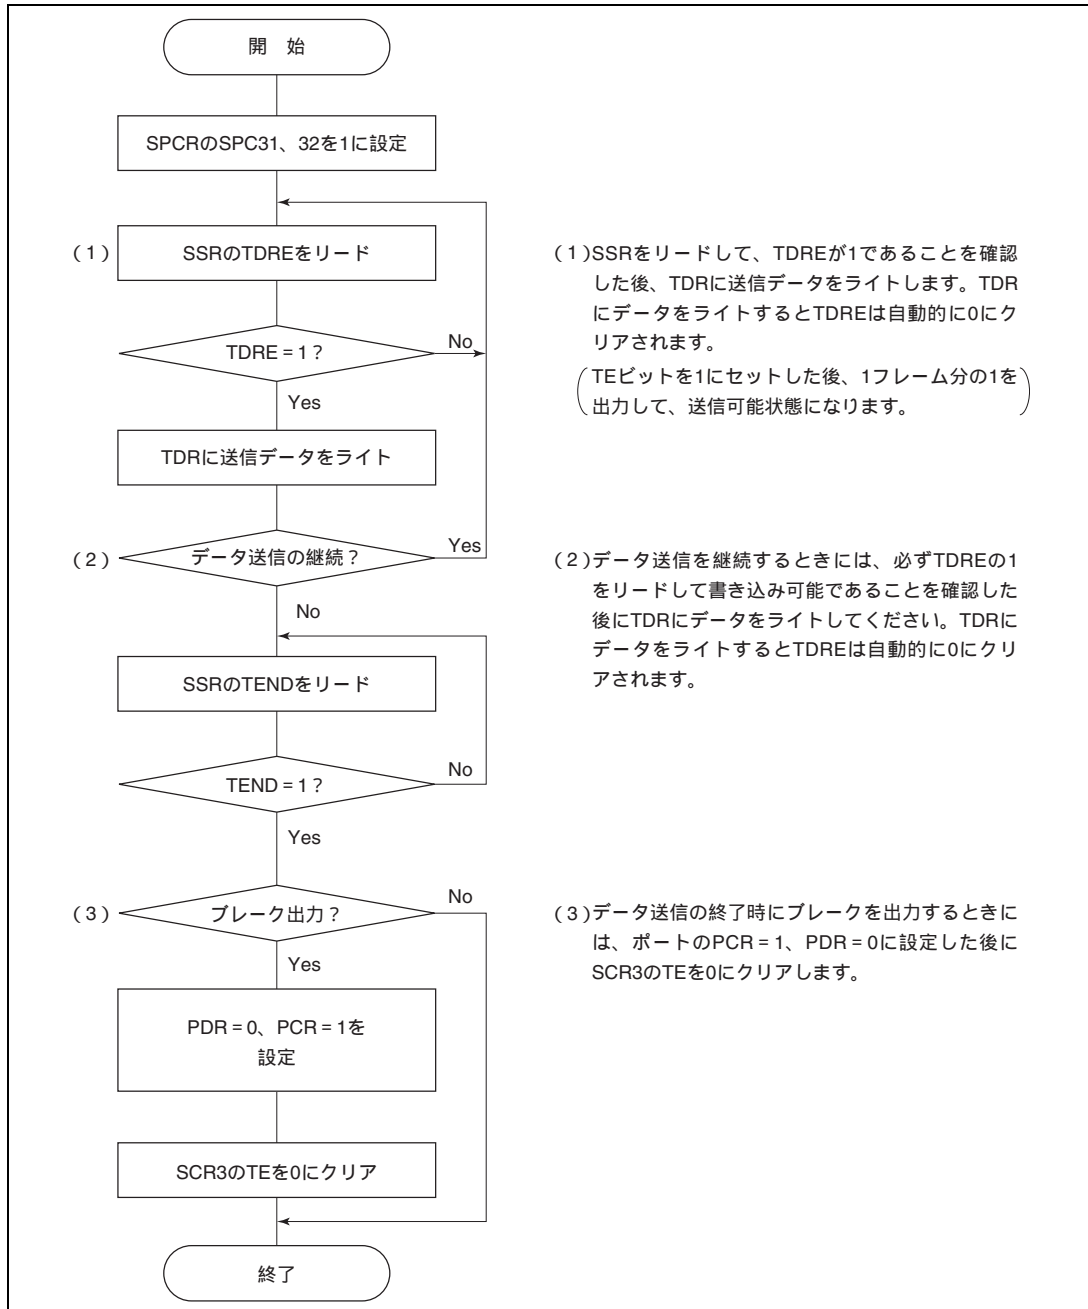 開　始
SPCRのSPC31、32を1に設定
(1)
SSRのTDREをリード
TDRE = 1？
No
Yes
TDRに送信データをライト
(2)
データ送信の継続？
Yes
No
SSRのTENDをリード
TEND = 1？
No
Yes
(3)
ブレーク出力？
No
Yes
PDR = 0、PCR = 1を
設定
SCR3のTEを0にクリア
終了
(1)SSRをリードして、TDREが1であることを確認
した後、TDRに送信データをライトします。TDR
にデータをライトするとTDREは自動的に0にク
リアされます。
(TEビットを1にセットした後、1フレーム分の1を
出力して、送信可能状態になります。)
(2)データ送信を継続するときには、必ずTDREの1
をリードして書き込み可能であることを確認した
後にTDRにデータをライトしてください。TDRに
データをライトするとTDREは自動的に0にクリ
アされます。
(3)データ送信の終了時にブレークを出力するときに
は、ポートのPCR = 1、PDR = 0に設定した後に
SCR3のTEを0にクリアします。